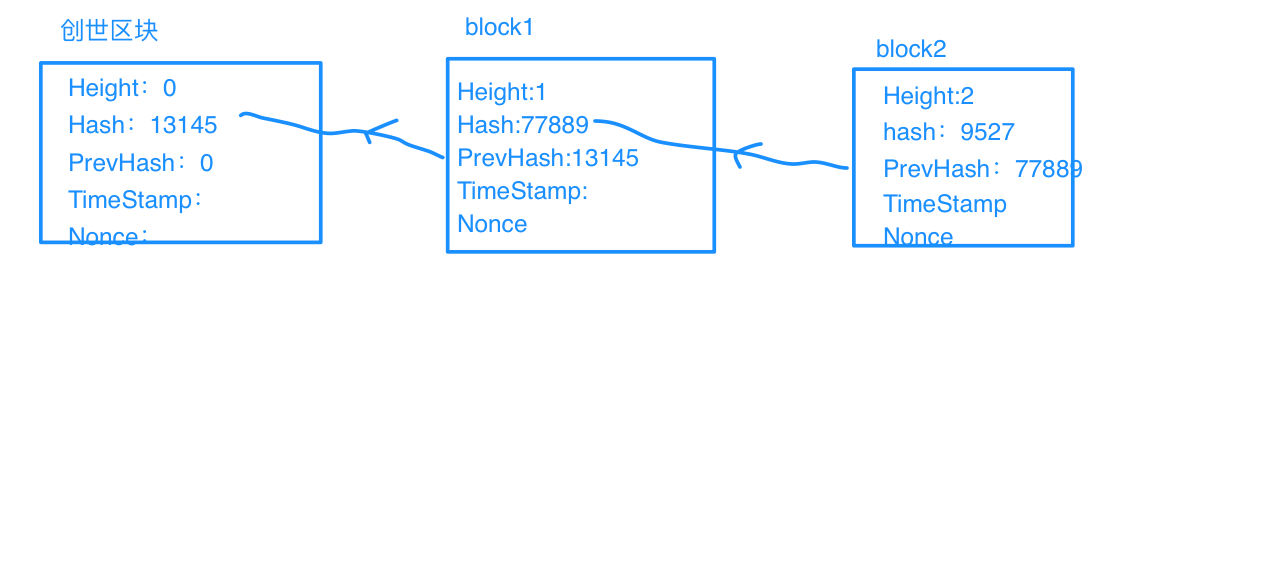 创世区块
Height：0
Hash：13145
PrevHash：0
TimeStamp：
Nonce：
block1
Height:1
Hash:77889
PrevHash:13145
TimeStamp:
Nonce
block2
Height:2
hash：9527
PrevHash：77889
TimeStamp
Nonce